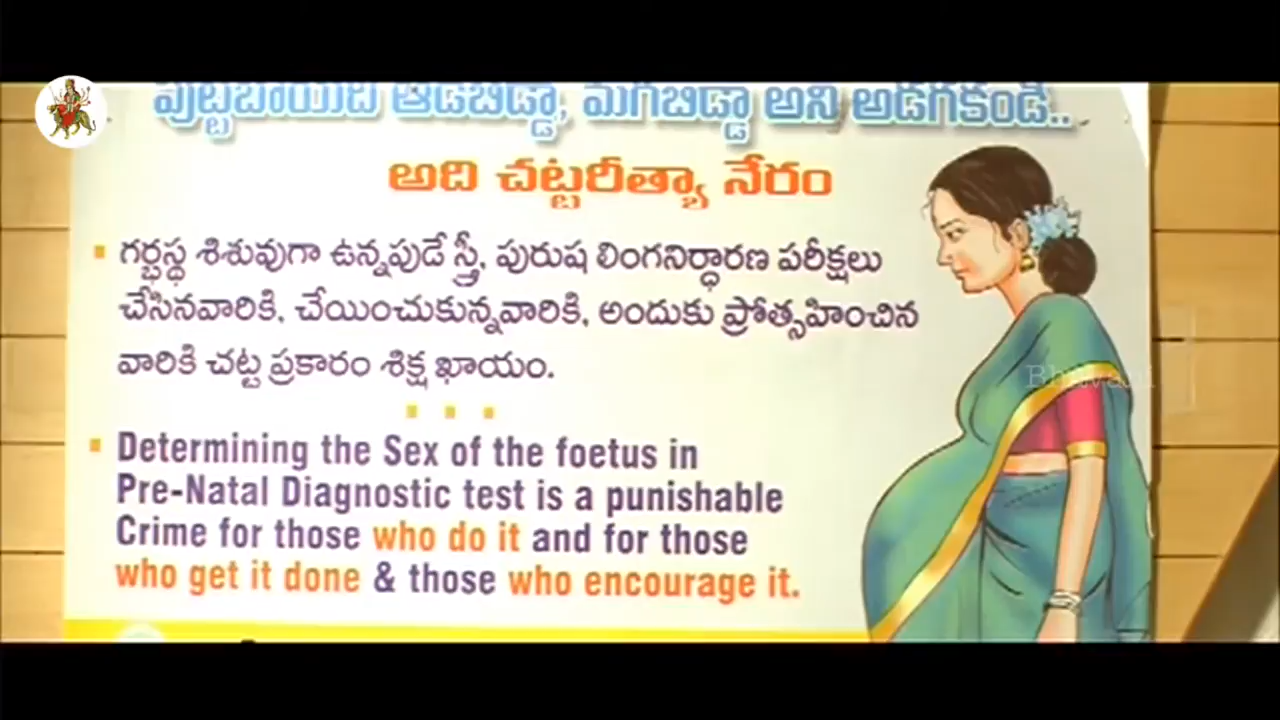 పుట్టబోయేది ఆడబిడ్డా, మగబిడ్డా అని అడగకండి..
అది చట్టరీత్యా నేరం
గర్భస్థ శిశువుగా ఉన్నపుడే స్త్రీ, పురుష లింగనిర్ధారణ పరీక్షలు
చేసినవారికి, చేయించుకున్నవారికి, అందుకు ప్రోత్సహించిన
వారికి చట్ట ప్రకారం శిక్ష ఖాయం.
Determining the Sex of the foetus in
Pre-Natal Diagnostic test is a punishable
Crime for those who do it and for those
who get it done & those who encourage it.
Bhavani